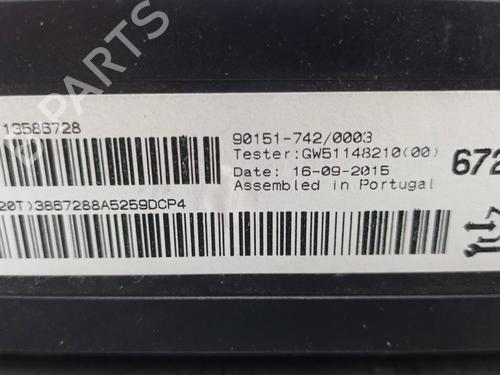 13586728
90151-742/0003
Tester:GW51148210(00)
Date: 16-09-2015
Assembled in Portugal
672
20T)3867288A5259DCP4
B PARTS